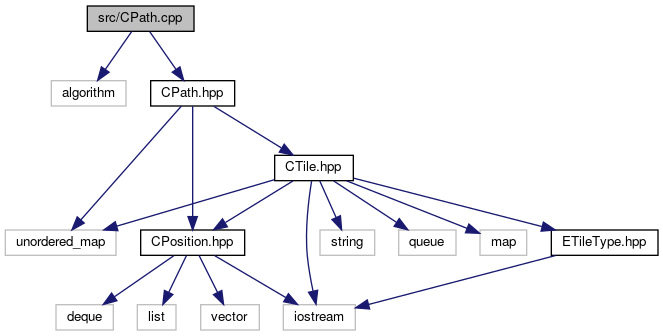 src/CPath.cpp
algorithm
CPath.hpp
CTile.hpp
unordered_map
CPosition.hpp
string
queue
map
ETileType.hpp
deque
list
vector
iostream